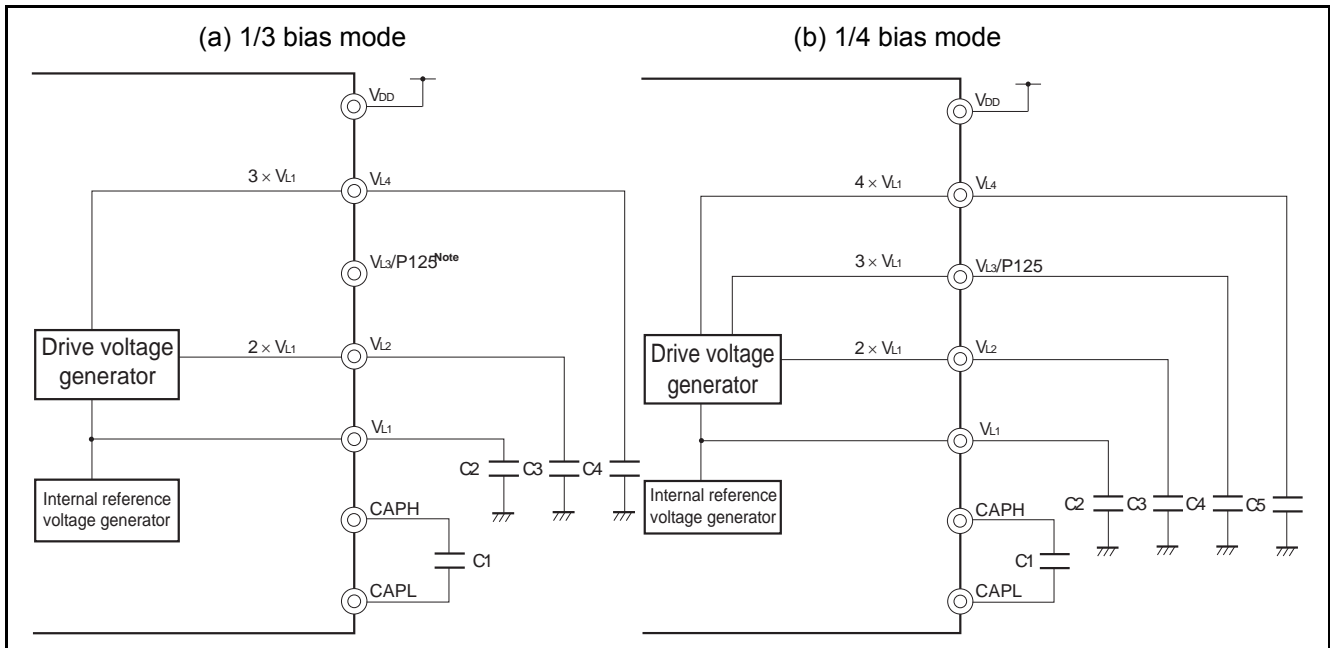 (a) 1/3 bias mode
VDD
3 × VL1
VL4
VL3/P125Note
Drive voltage
generator
2 × VL1
VL2
VL1
C2
C3
C4
Internal reference
voltage generator
CAPH
C1
CAPL
(b) 1/4 bias mode
VDD
4 × VL1
VL4
3 × VL1
VL3/P125
Drive voltage
generator
2 × VL1
VL2
VL1
Internal reference
voltage generator
C2
C3
C4
C5
CAPH
C1
CAPL